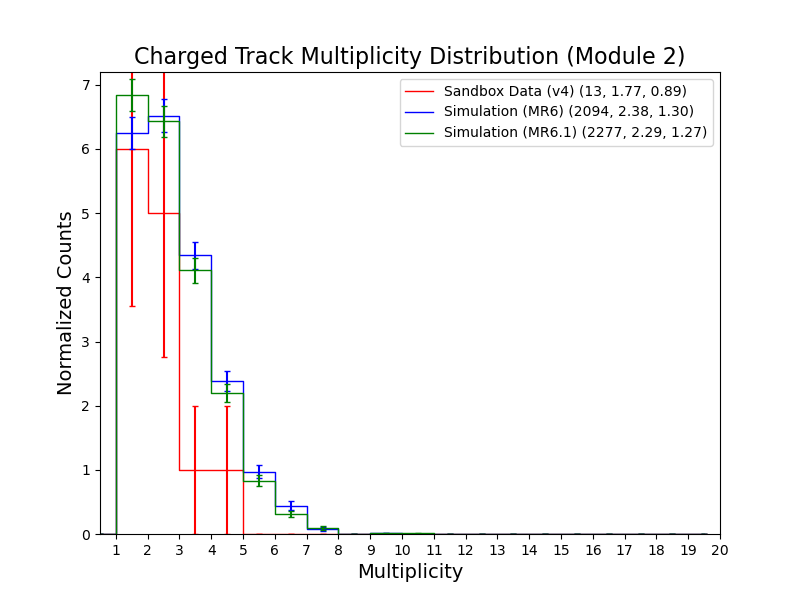 Charged Track Multiplicity Distribution (Module 2)
Sandbox Data (v4) (13, 1.77, 0.89)
Simulation (MR6) (2094, 2.38, 1.30)
Simulation (MR6.1) (2277, 2.29, 1.27)
Normalized Counts
7
6
5
4
3
2
1
0
1 2 3 4 5 6 7 8 9 10 11 12 13 14 15 16 17 18 19 20
Multiplicity